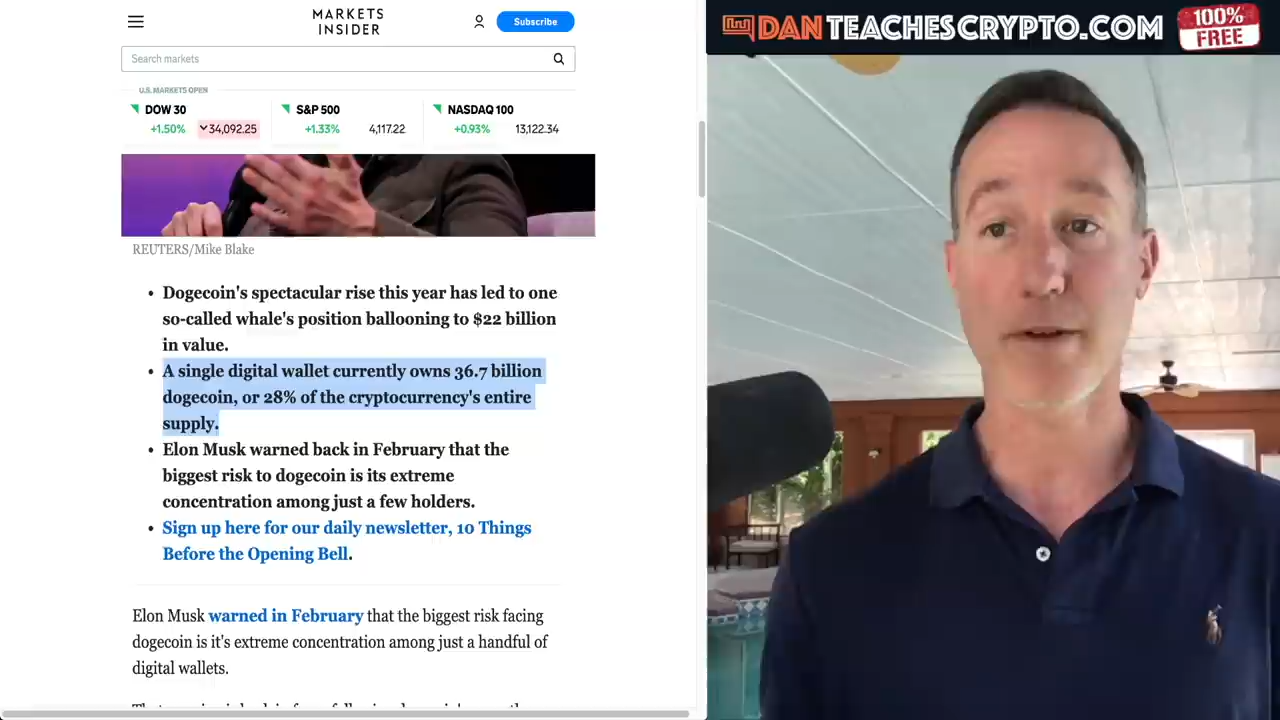 MARKETS
INSIDER
Subscribe
Search markets
U.S. MARKETS OPEN
DOW 30
+1.50% 34,092.25
S&P 500
+1.33% 4,117.22
NASDAQ 100
+0.93% 13,122.34
REUTERS/Mike Blake
• Dogecoin's spectacular rise this year has led to one
so-called whale's position ballooning to $22 billion
in value.
• A single digital wallet currently owns 36.7 billion
dogecoin, or 28% of the cryptocurrency's entire
supply.
• Elon Musk warned back in February that the
biggest risk to dogecoin is its extreme
concentration among just a few holders.
• Sign up here for our daily newsletter, 10 Things
Before the Opening Bell.
Elon Musk warned in February that the biggest risk facing
dogecoin is it's extreme concentration among just a handful of
digital wallets.
DANTEACHESCRYPTO.COM
100%
FREE